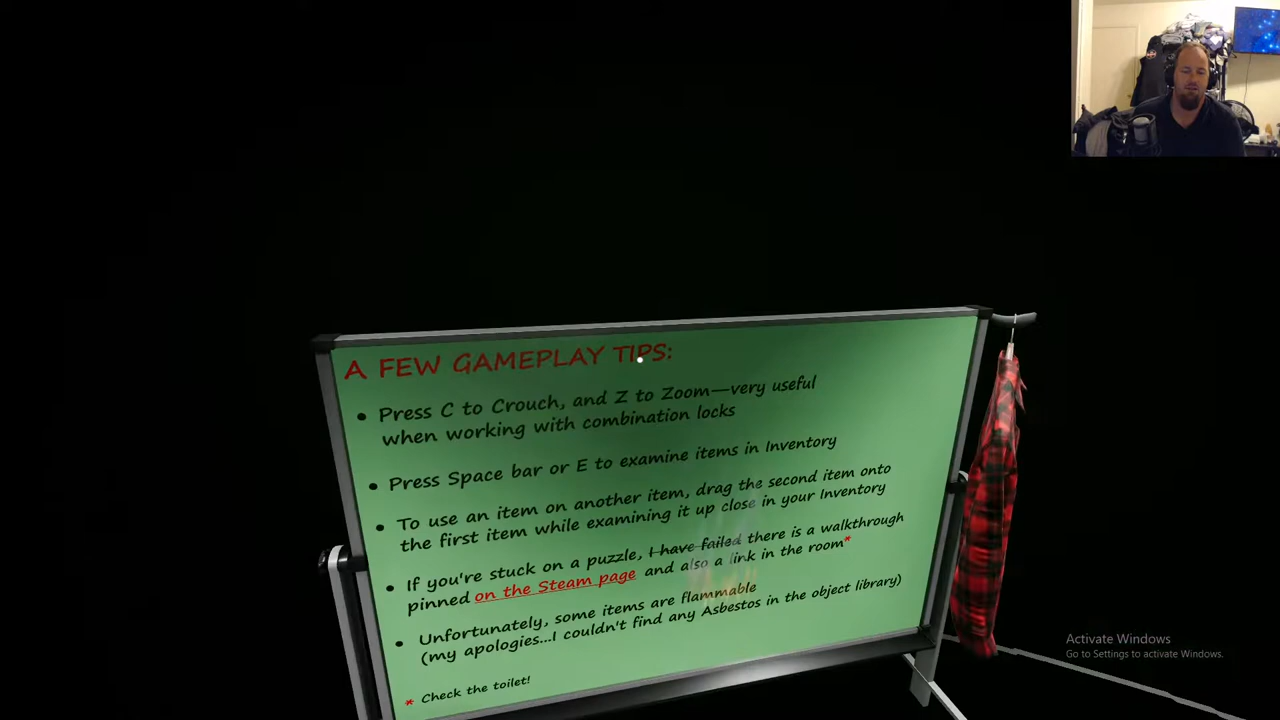 A FEW GAMEPLAY TIPS:
• Press C to Crouch, and Z to Zoom—very useful
when working with combination locks
• Press Space bar or E to examine items in Inventory
• To use an item on another item, drag the second item onto
the first item while examining it up close in your Inventory
• If you're stuck on a puzzle, I have failed there is a walkthrough
pinned on the Steam page and also a link in the room*
• Unfortunately, some items are flammable
(my apologies...I couldn't find any Asbestos in the object library)
* Check the toilet!
Activate Windows
Go to Settings to activate Windows.